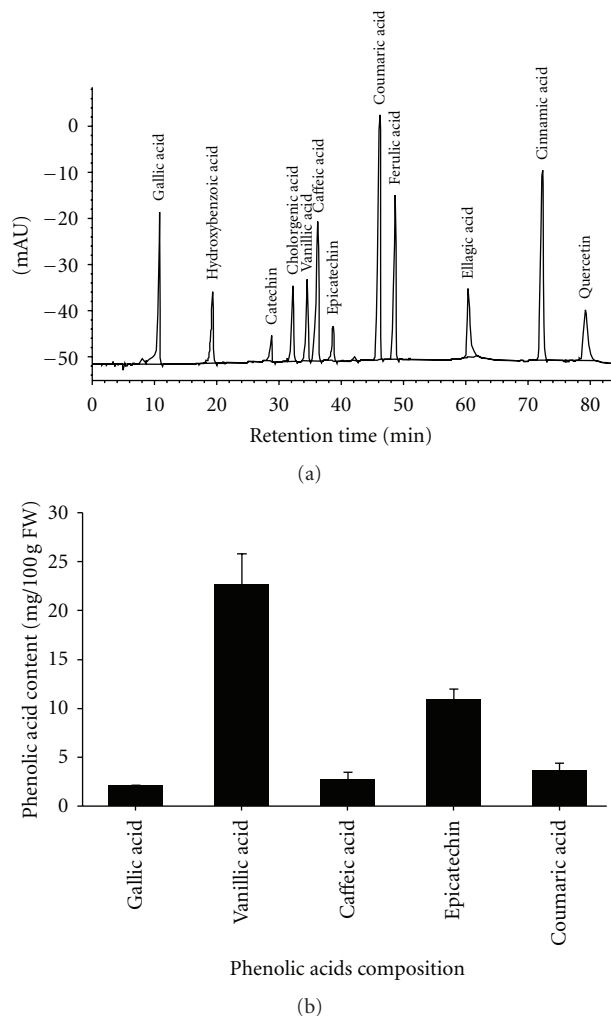 Gallic acid
Hydroxybenzoic acid
Catechin
Cholorgenic acid
Vanillic acid
Caffeic acid
Epicatechin
Coumaric acid
Ferulic acid
Ellagic acid
Cinnamic acid
Quercetin
(mAU)
0
−10
−20
−30
−40
−50
0 10 20 30 40 50 60 70 80
Retention time (min)
(a)
Phenolic acid content (mg/100 g FW)
30
25
20
15
10
5
0
Gallic acid
Vanillic acid
Caffeic acid
Epicatechin
Coumaric acid
Phenolic acids composition
(b)